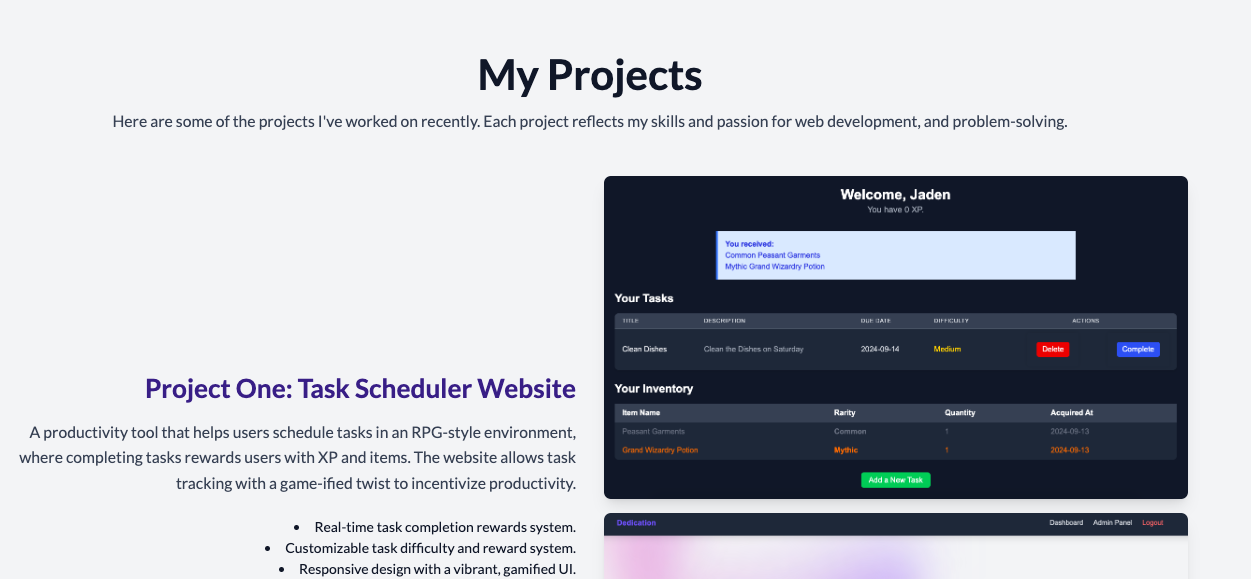 My Projects
Here are some of the projects I've worked on recently. Each project reflects my skills and passion for web development, and problem-solving.
Project One: Task Scheduler Website
A productivity tool that helps users schedule tasks in an RPG-style environment,
where completing tasks rewards users with XP and items. The website allows task
tracking with a game-ified twist to incentivize productivity.
• Real-time task completion rewards system.
• Customizable task difficulty and reward system.
• Responsive design with a vibrant, gamified UI.
Welcome, Jaden
You have 0 XP.
You received:
Common Peasant Garments
Mythic Grand Wizardry Potion
Your Tasks
TITLE DESCRIPTION DUE DATE DIFFICULTY ACTIONS
Clean Dishes Clean the Dishes on Saturday 2024-09-14 Medium Delete Complete
Your Inventory
Item Name Rarity Quantity Acquired At
Peasant Garments Common 1 2024-09-13
Grand Wizardry Potion Mythic 1 2024-09-13
Add a New Task
Dedication Dashboard Admin Panel Logout